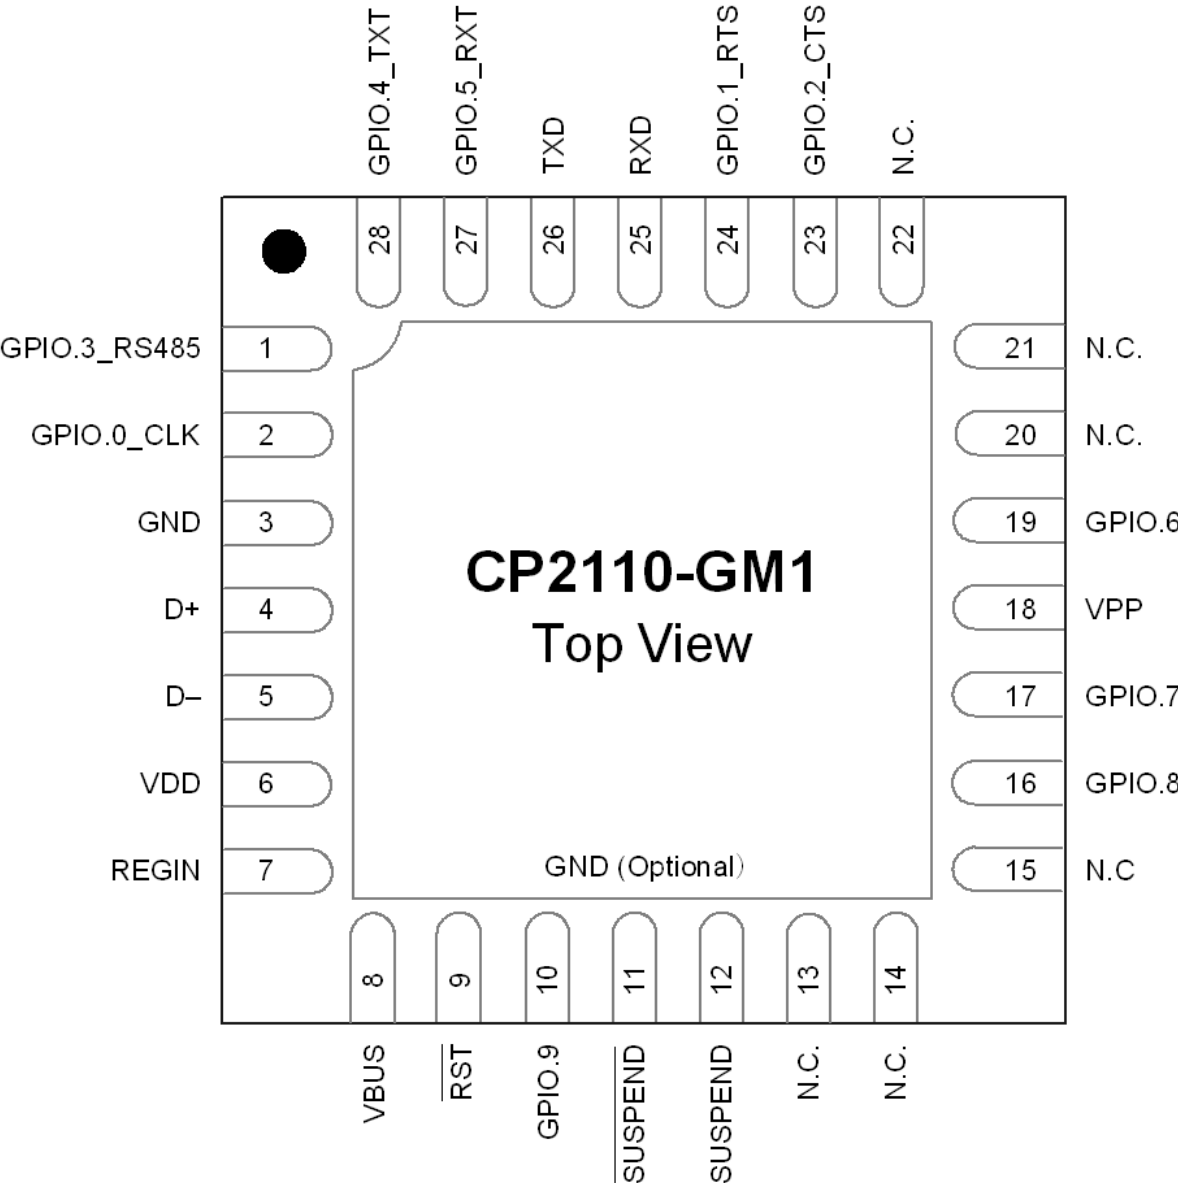 GPIO.4_TXT
GPIO.5_RXT
TXD
RXD
GPIO.1_RTS
GPIO.2_CTS
N.C.
28
27
26
25
24
23
22
GPIO.3_RS485
1
21
N.C.
GPIO.0_CLK
2
20
N.C.
GND
3
19
GPIO.6
D+
4
18
VPP
D–
5
17
GPIO.7
VDD
6
16
GPIO.8
REGIN
7
15
N.C
CP2110-GM1
Top View
GND (Optional)
8
9
10
11
12
13
14
VBUS
RST
GPIO.9
SUSPEND
SUSPEND
N.C.
N.C.